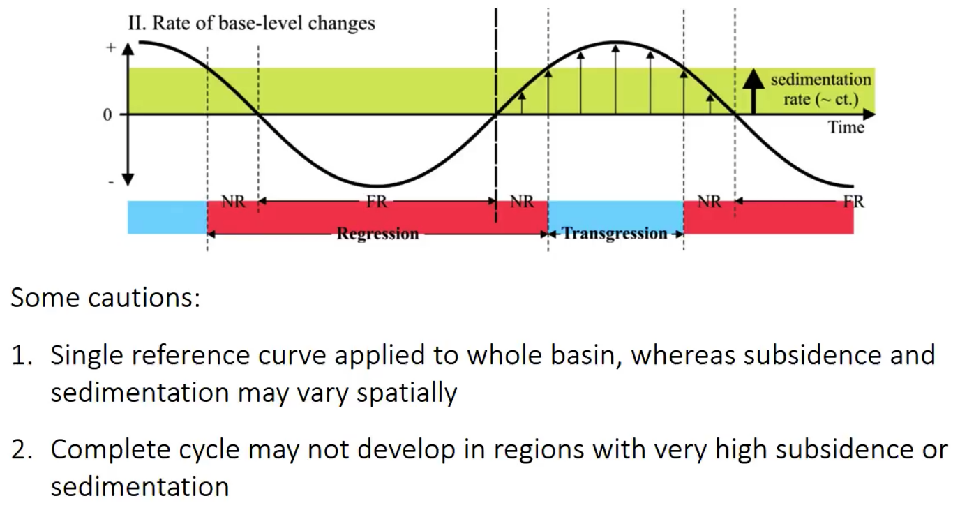 II. Rate of base-level changes
+
sedimentation
rate (~ ct.)
0
Time
-
NR FR NR NR FR
Regression Transgression
Some cautions:
1. Single reference curve applied to whole basin, whereas subsidence and
sedimentation may vary spatially
2. Complete cycle may not develop in regions with very high subsidence or
sedimentation